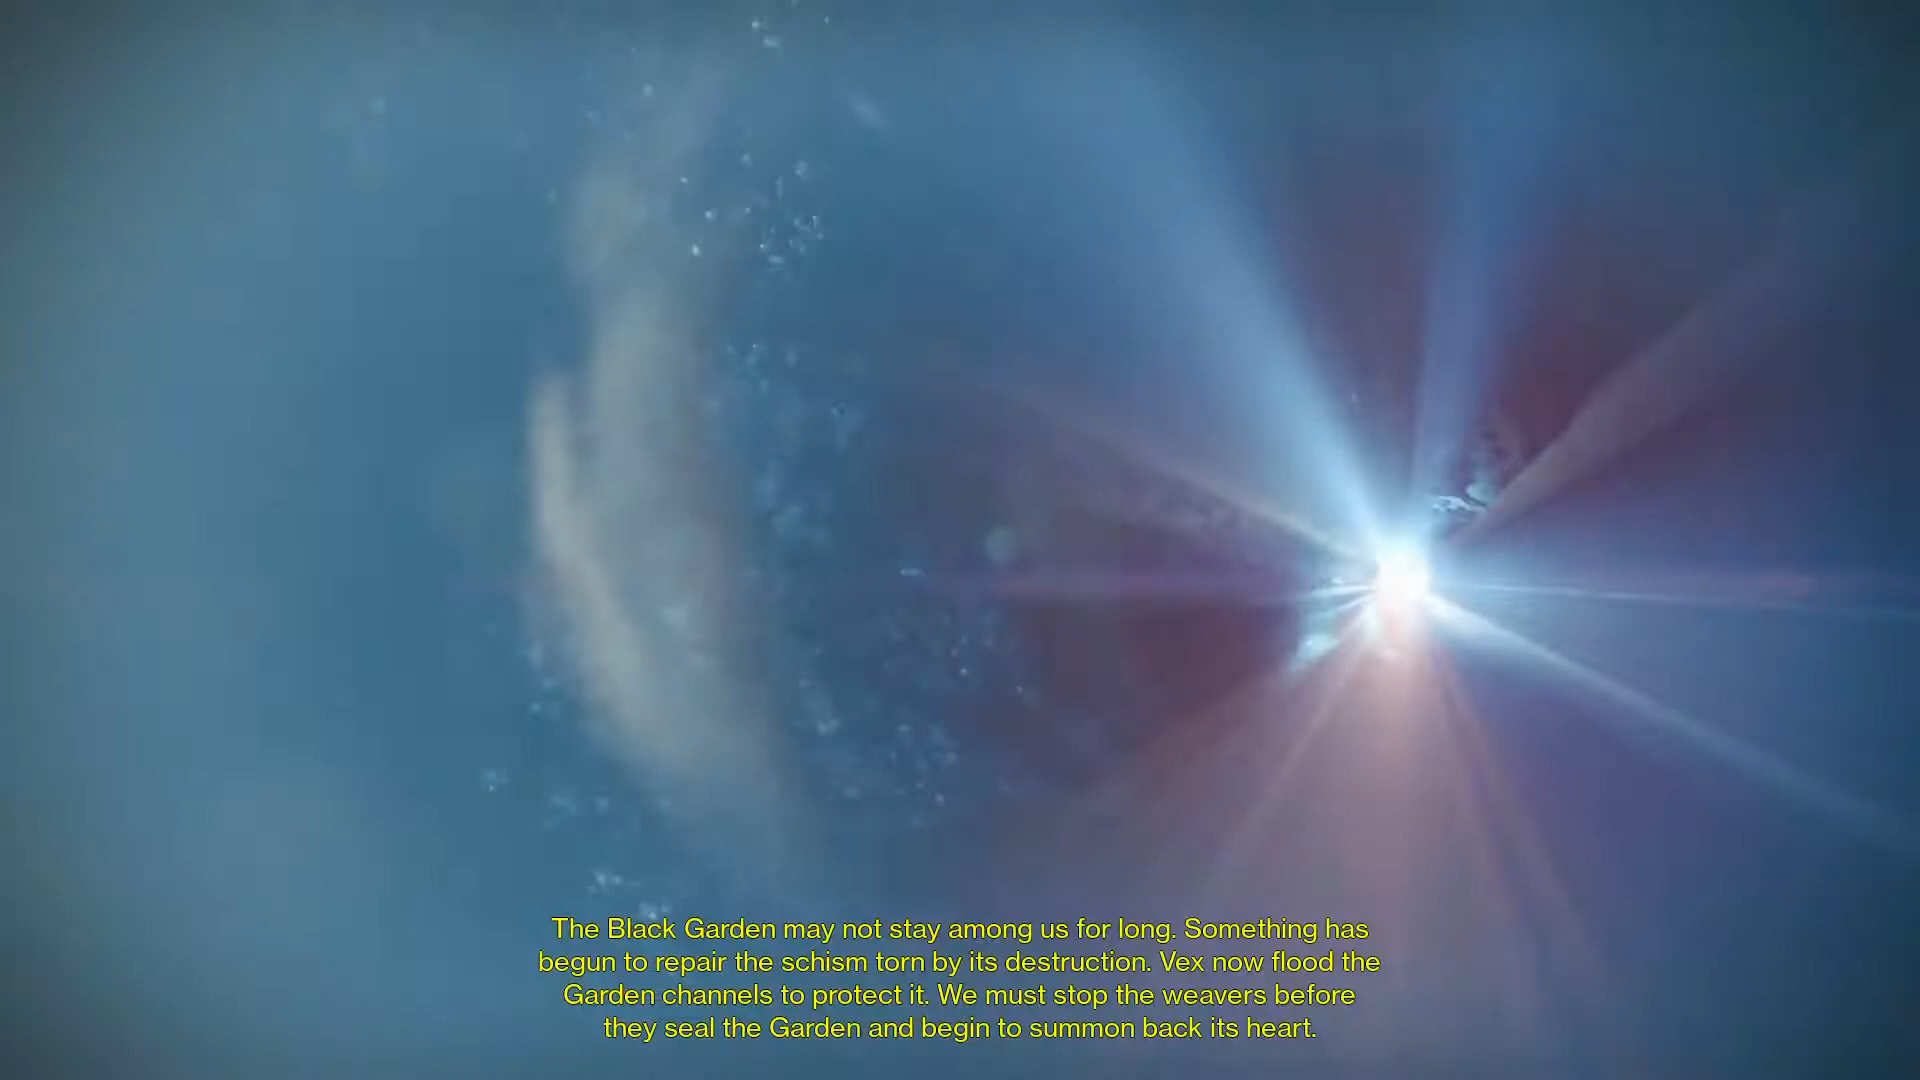 The Black Garden may not stay among us for long. Something has
begun to repair the schism torn by its destruction. Vex now flood the
Garden channels to protect it. We must stop the weavers before
they seal the Garden and begin to summon back its heart.